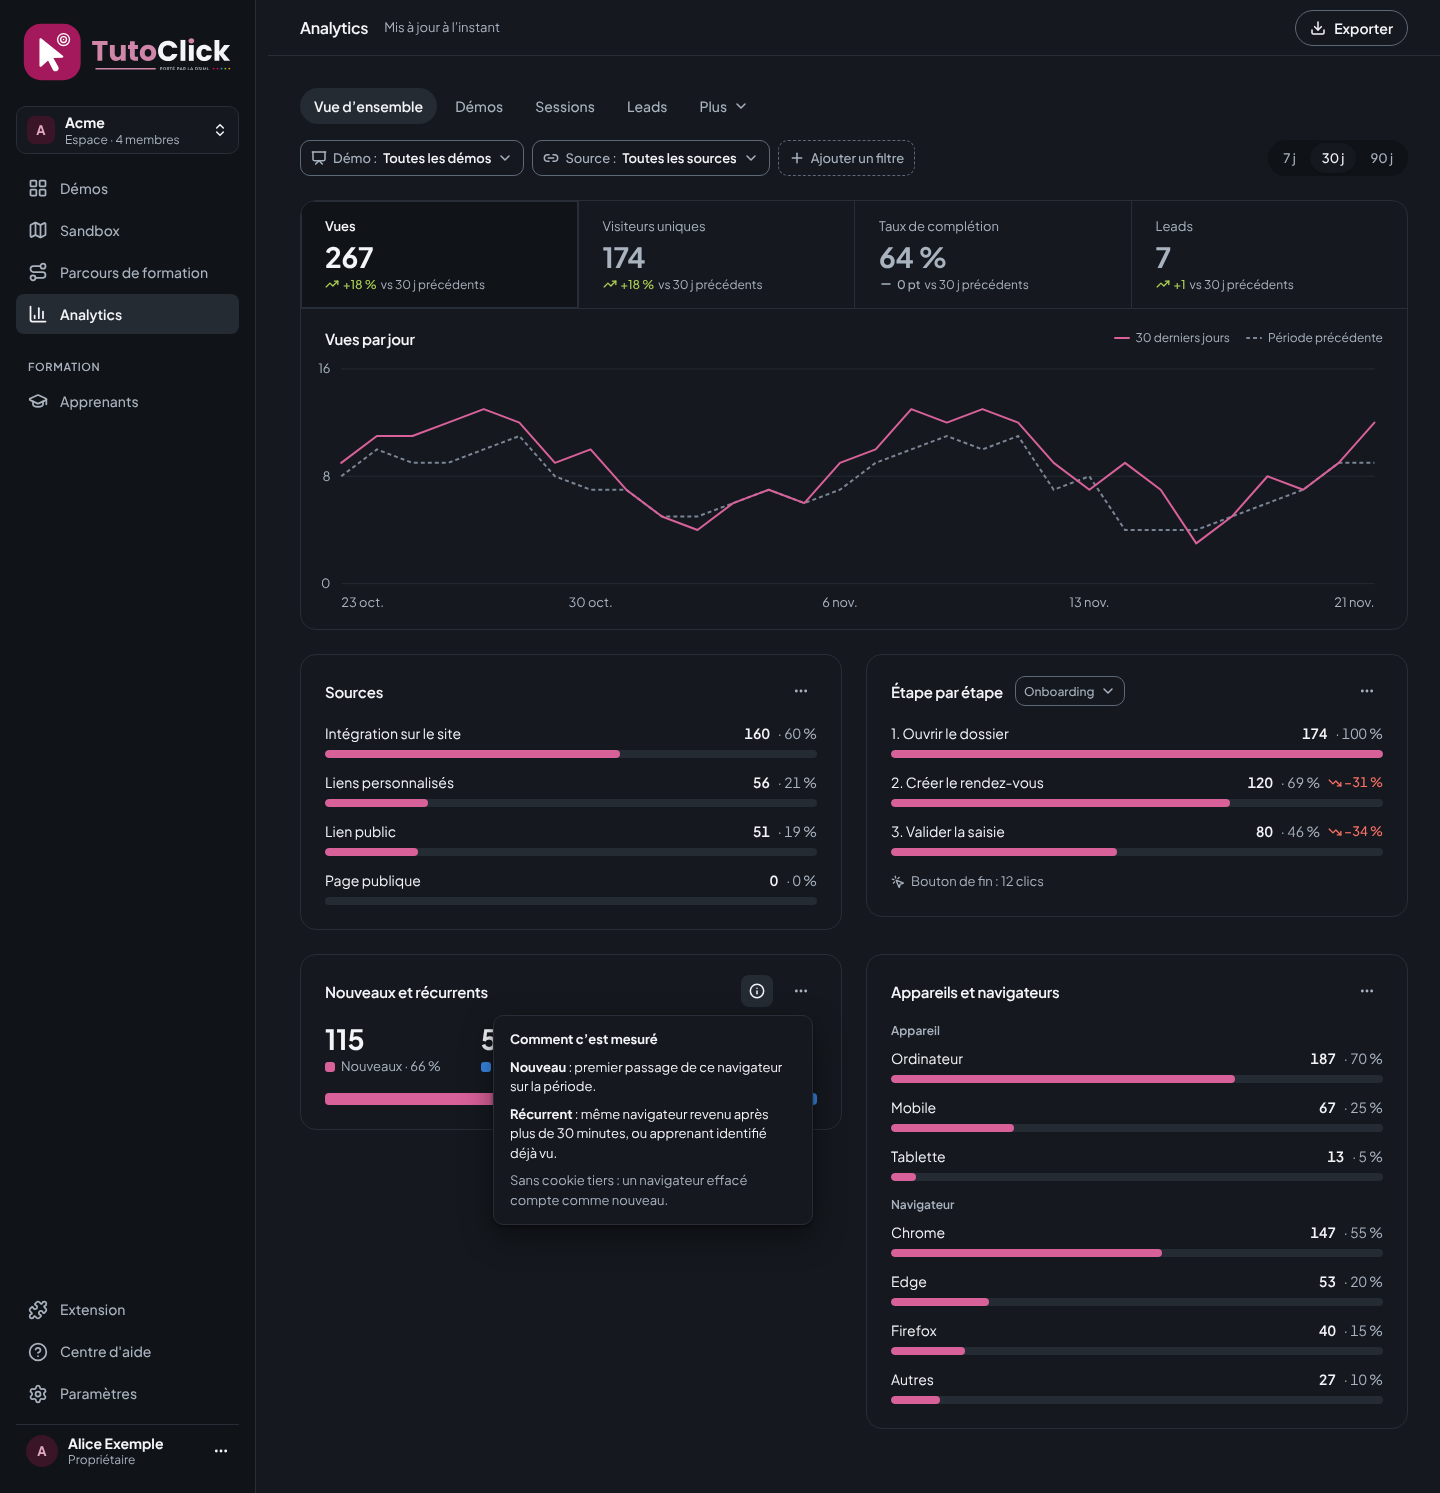 TutoClick
PORTÉ PAR LA DSIML
A
Acme
Espace · 4 membres
Démos
Sandbox
Parcours de formation
Analytics
FORMATION
Apprenants
Extension
Centre d'aide
Paramètres
A
Alice Exemple
Propriétaire
Analytics
Mis à jour à l'instant
Exporter
Vue d’ensemble
Démos
Sessions
Leads
Plus
Démo : Toutes les démos
Source : Toutes les sources
Ajouter un filtre
7 j
30 j
90 j
Vues
267
+18 % vs 30 j précédents
Visiteurs uniques
174
+18 % vs 30 j précédents
Taux de complétion
64 %
0 pt vs 30 j précédents
Leads
7
+1 vs 30 j précédents
Vues par jour
30 derniers jours
Période précédente
16
8
0
23 oct.
30 oct.
6 nov.
13 nov.
21 nov.
Sources
Intégration sur le site
160 · 60 %
Liens personnalisés
56 · 21 %
Lien public
51 · 19 %
Page publique
0 · 0 %
Étape par étape
Onboarding
1. Ouvrir le dossier
174 · 100 %
2. Créer le rendez-vous
120 · 69 % −31 %
3. Valider la saisie
80 · 46 % −34 %
Bouton de fin : 12 clics
Nouveaux et récurrents
115
Nouveaux · 66 %
Comment c’est mesuré
Nouveau : premier passage de ce navigateur
sur la période.
Récurrent : même navigateur revenu après
plus de 30 minutes, ou apprenant identifié
déjà vu.
Sans cookie tiers : un navigateur effacé
compte comme nouveau.
Appareils et navigateurs
Appareil
Ordinateur
187 · 70 %
Mobile
67 · 25 %
Tablette
13 · 5 %
Navigateur
Chrome
147 · 55 %
Edge
53 · 20 %
Firefox
40 · 15 %
Autres
27 · 10 %